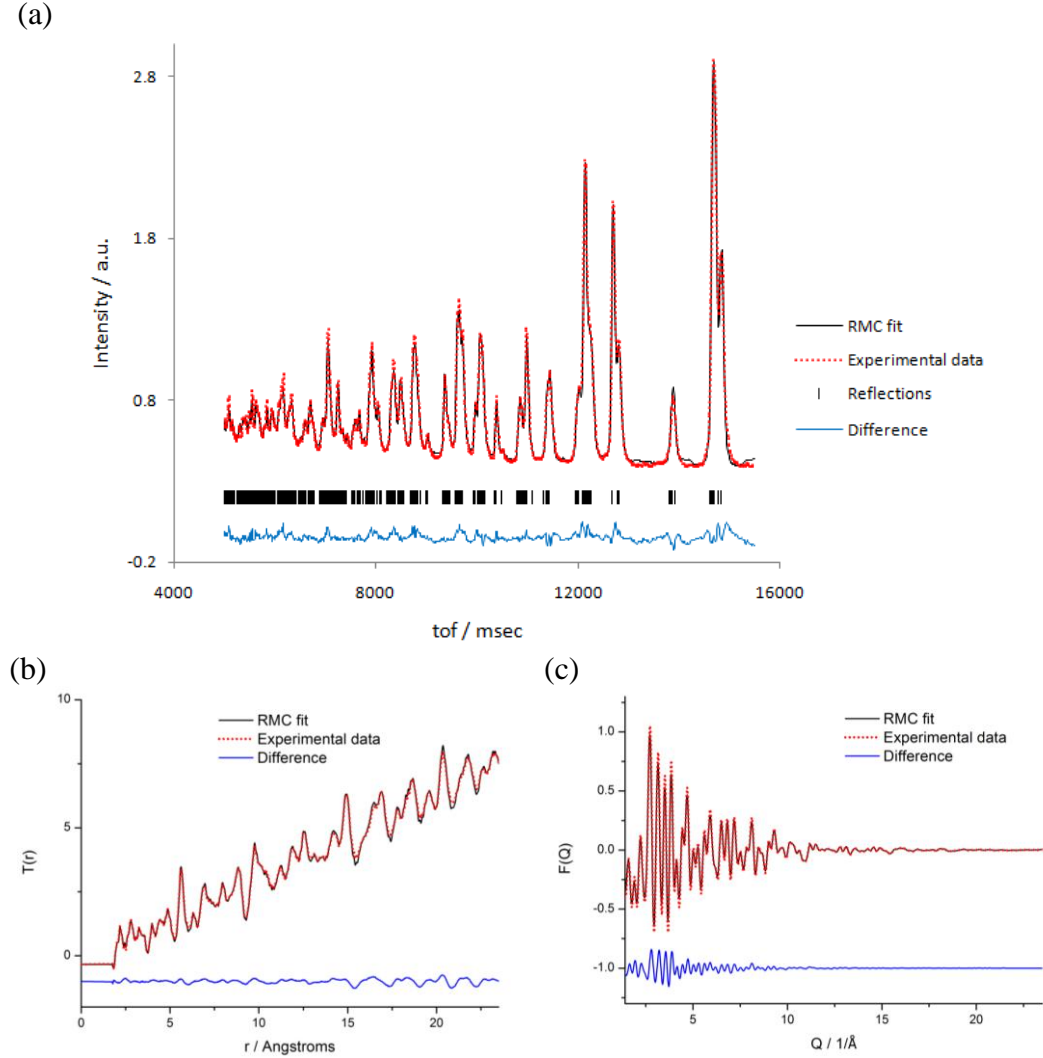 (a)
2.8
1.8
0.8
-0.2
Intensity / a.u.
4000 8000 12000 16000
tof / msec
RMC fit
Experimental data
Reflections
Difference
(b)
10
5
0
T(r)
0 5 10 15 20
r / Angstroms
RMC fit
Experimental data
Difference
(c)
1.0
0.5
0.0
-0.5
-1.0
F(Q)
5 10 15 20
Q / 1/Å
RMC fit
Experimental data
Difference